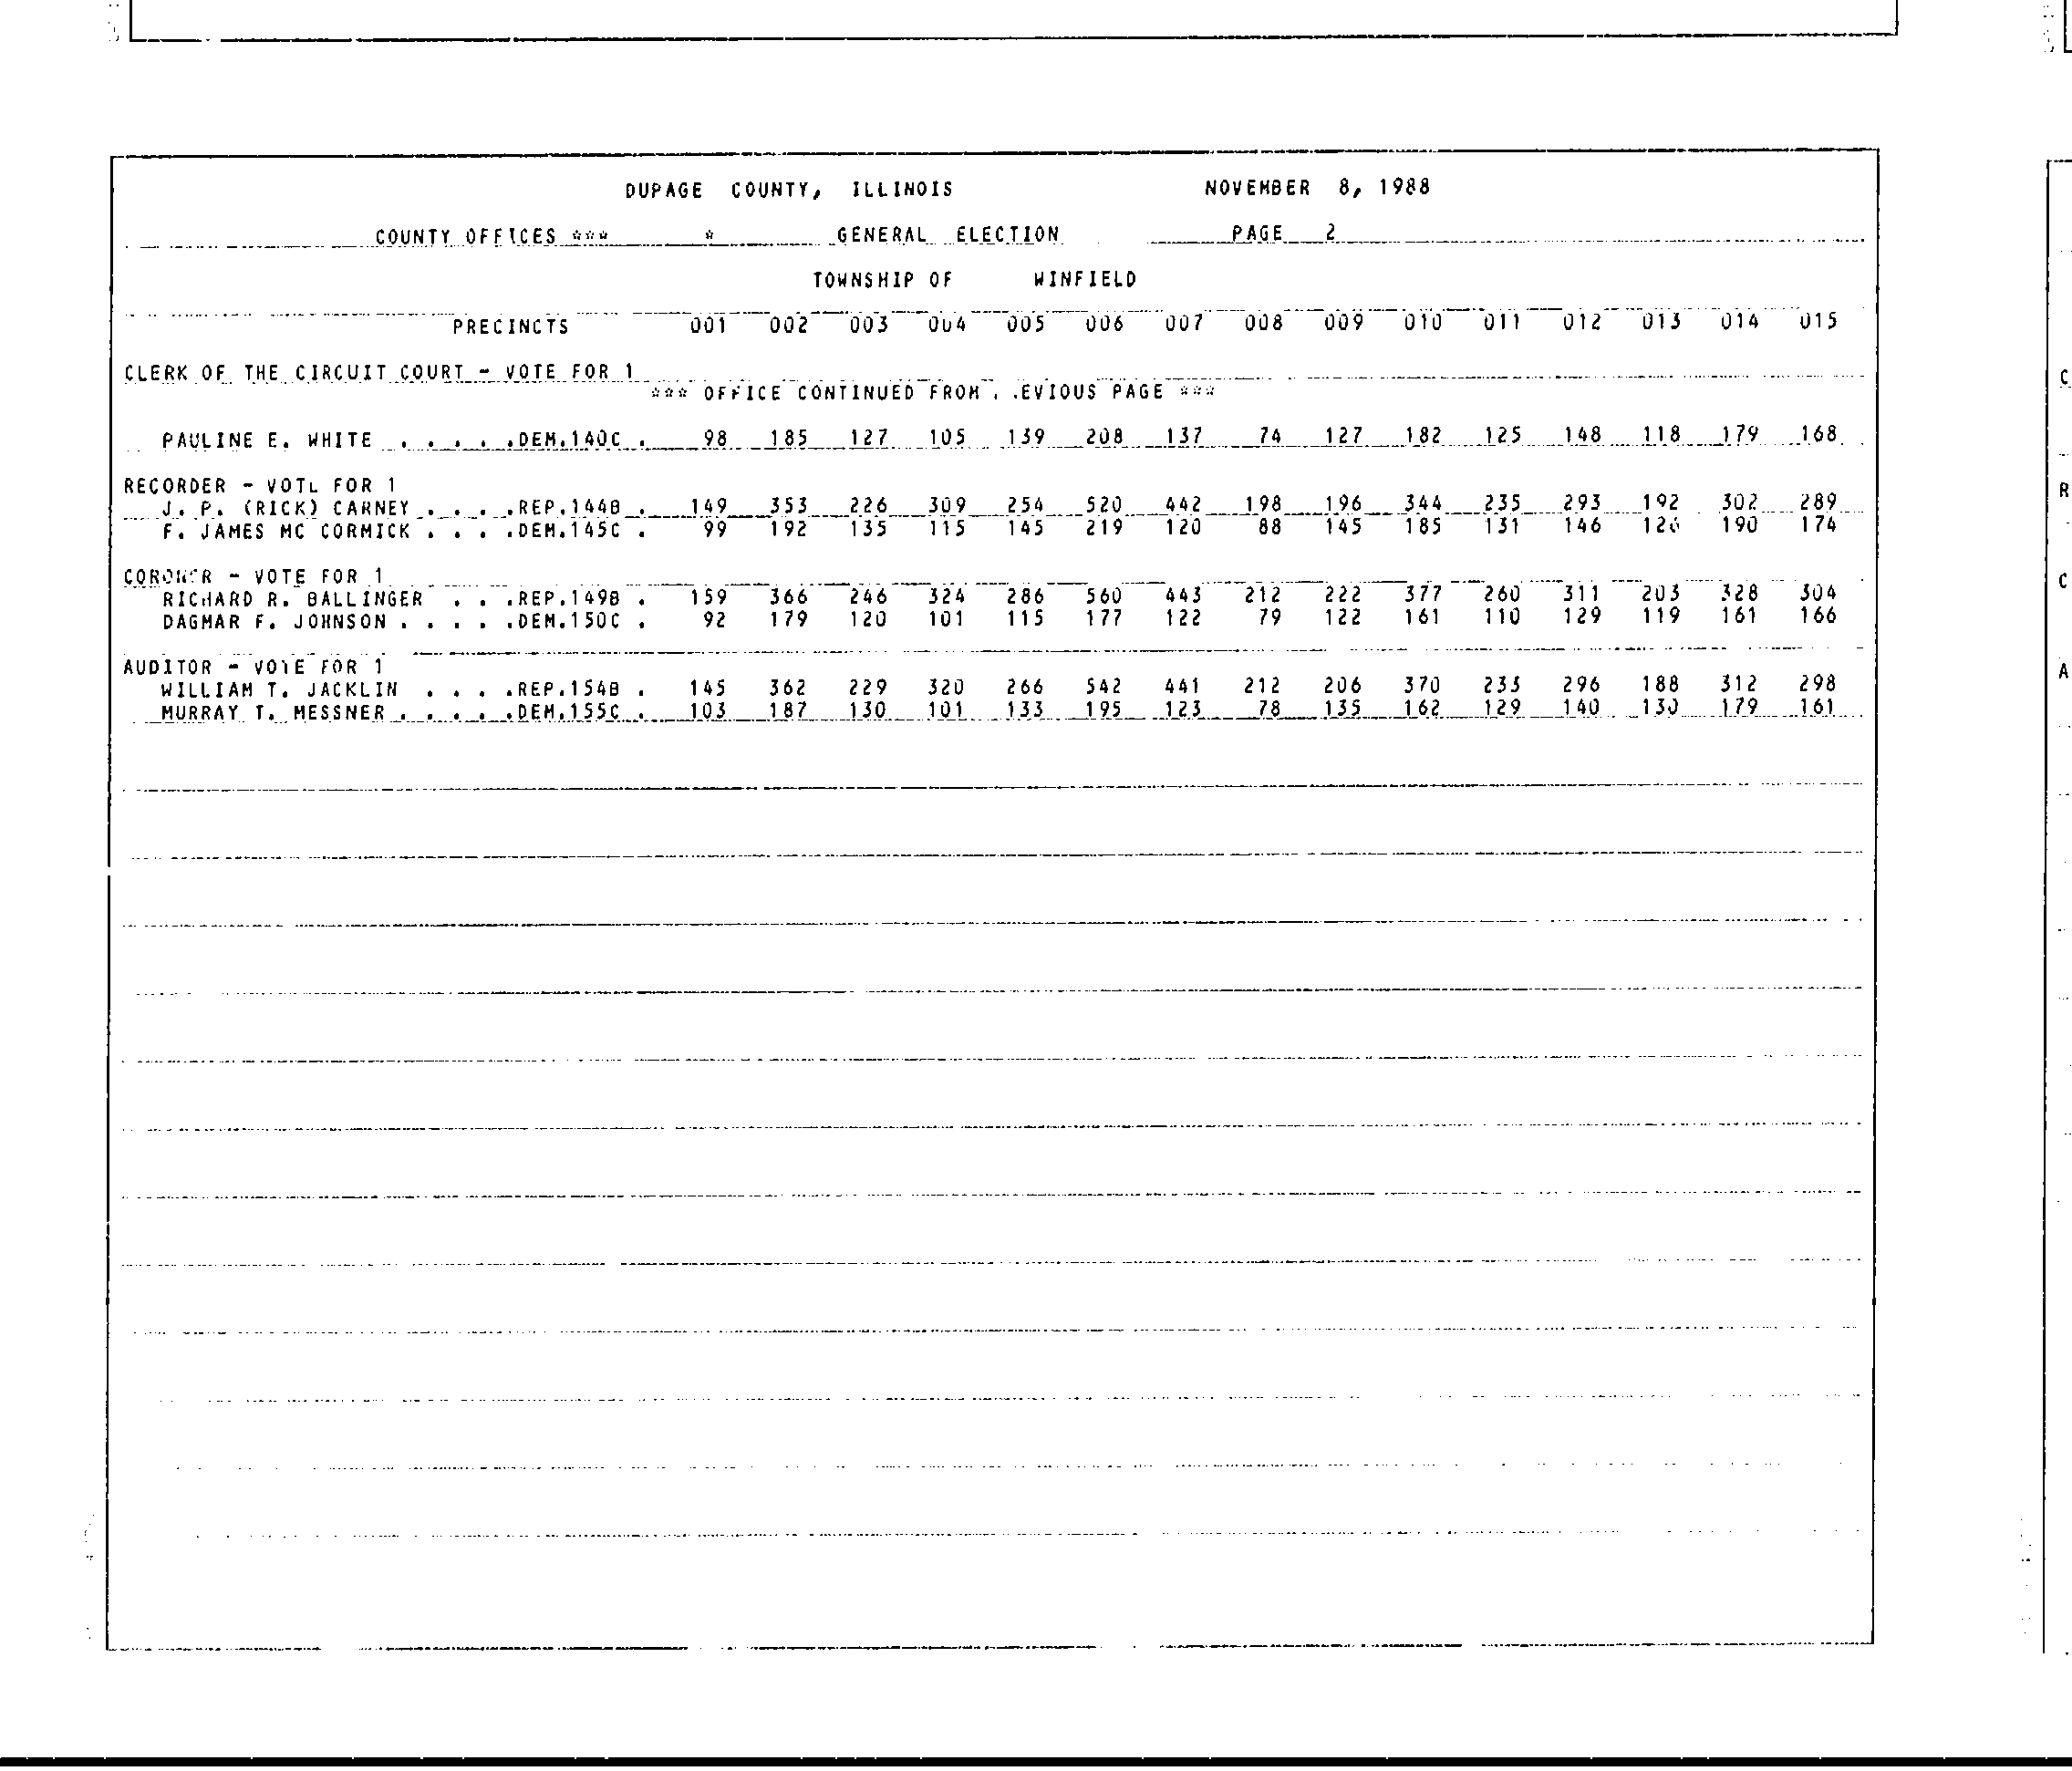 DUPAGE COUNTY, ILLINOIS NOVEMBER 8, 1988
COUNTY OFFICES *** * GENERAL ELECTION PAGE 2
TOWNSHIP OF WINFIELD
PRECINCTS 001 002 003 004 005 006 007 008 009 010 011 012 013 014 015
CLERK OF THE CIRCUIT COURT - VOTE FOR 1
*** OFFICE CONTINUED FROM . .EVIOUS PAGE ***
PAULINE E. WHITE . . . . .DEM.140C . 98 185 127 105 139 208 137 74 127 182 125 148 118 179 168
RECORDER - VOTE FOR 1
J. P. (RICK) CARNEY . . . .REP.144B . 149 353 226 309 254 520 442 198 196 344 235 293 192 302 289
F. JAMES MC CORMICK . . . .DEM.145C . 99 192 135 115 145 219 120 88 145 185 131 146 190 174
CORONER - VOTE FOR 1
RICHARD R. BALLINGER . . .REP.149B . 159 366 246 324 286 560 443 212 222 377 260 311 203 328 304
DAGMAR F. JOHNSON . . . . .DEM.150C . 92 179 120 101 115 177 122 79 122 161 110 129 119 161 166
AUDITOR - VOTE FOR 1
WILLIAM T. JACKLIN . . . .REP.154B . 145 362 229 320 266 542 441 212 206 370 235 296 188 312 298
MURRAY T. MESSNER . . . . .DEM.155C . 103 187 130 101 133 195 123 78 135 162 129 140 130 179 161
C
R
C
A